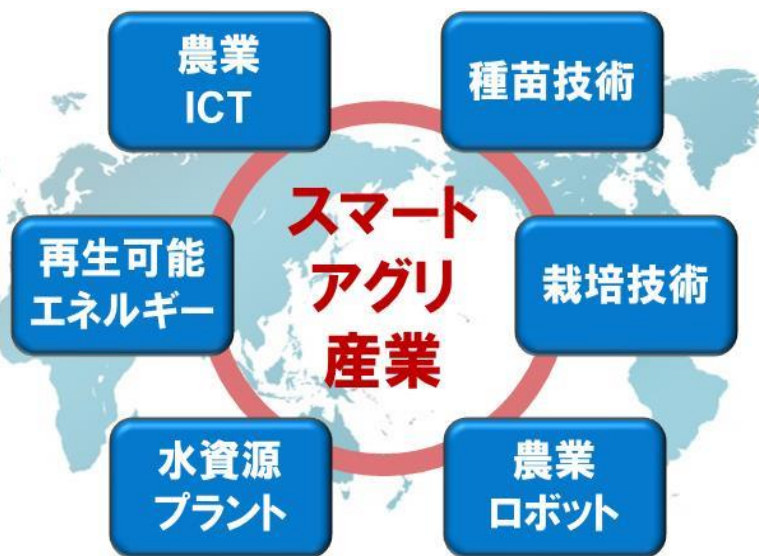 農業
ICT
種苗技術
再生可能
エネルギー
スマート
アグリ
産業
栽培技術
水資源
プラント
農業
ロボット